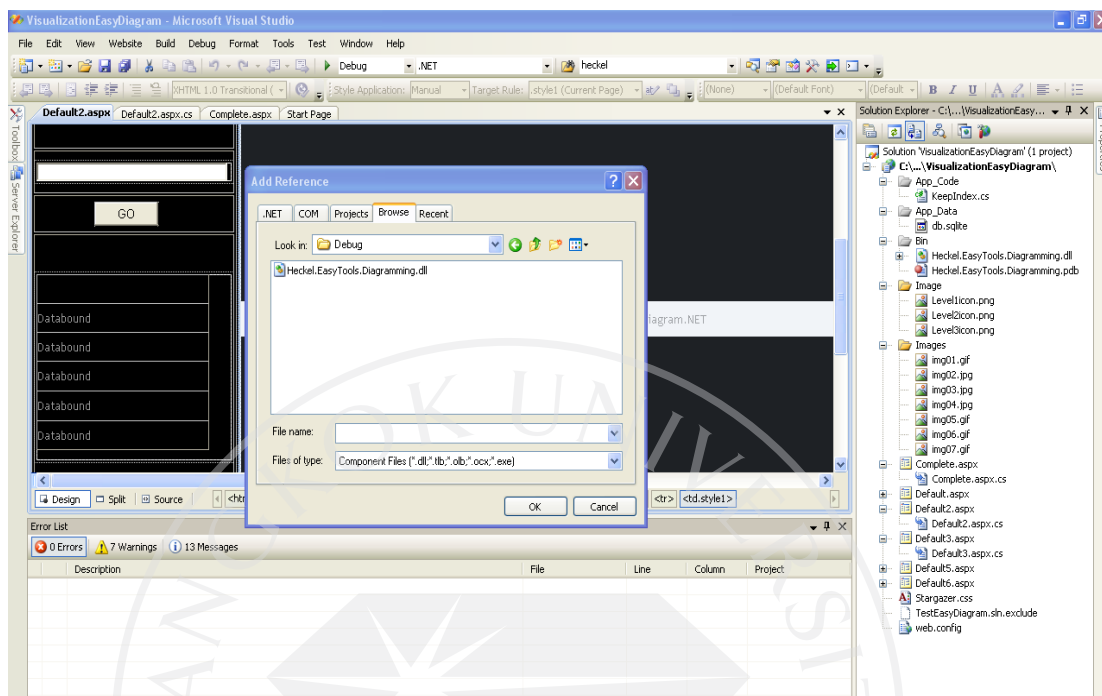 VisualizationEasyDiagram - Microsoft Visual Studio
File Edit View Website Build Debug Format Tools Test Window Help
Debug .NET heckel
XHTML 1.0 Transitional ( Style Application: Manual Target Rule: .style1 (Current Page) (None) (Default Font) (Default B I U A
Default2.aspx Default2.aspx.cs Complete.aspx Start Page
Toolbox
Server Explorer
GO
Databound
Databound
Databound
Databound
Databound
iagram.NET
Add Reference
.NET COM Projects Browse Recent
Look in: Debug
Heckel.EasyTools.Diagramming.dll
File name:
Files of type: Component Files (*.dll;*.tlb;*.olb;*.ocx;*.exe)
OK Cancel
Design Split Source <htm <tr> <td.style1>
Error List
0 Errors 7 Warnings 13 Messages
Description File Line Column Project
Solution Explorer - C:\...\VisualizationEasy...
Properties
Solution 'VisualizationEasyDiagram' (1 project)
C:\...\VisualizationEasyDiagram\
App_Code
KeepIndex.cs
App_Data
db.sqlite
Bin
Heckel.EasyTools.Diagramming.dll
Heckel.EasyTools.Diagramming.pdb
Image
Level1icon.png
Level2icon.png
Level3icon.png
Images
img01.gif
img02.jpg
img03.jpg
img04.jpg
img05.gif
img06.gif
img07.gif
Complete.aspx
Complete.aspx.cs
Default.aspx
Default2.aspx
Default2.aspx.cs
Default3.aspx
Default3.aspx.cs
Default5.aspx
Default6.aspx
Stargazer.css
TestEasyDiagram.sln.exclude
web.config
ANGKOK UNIVERSI